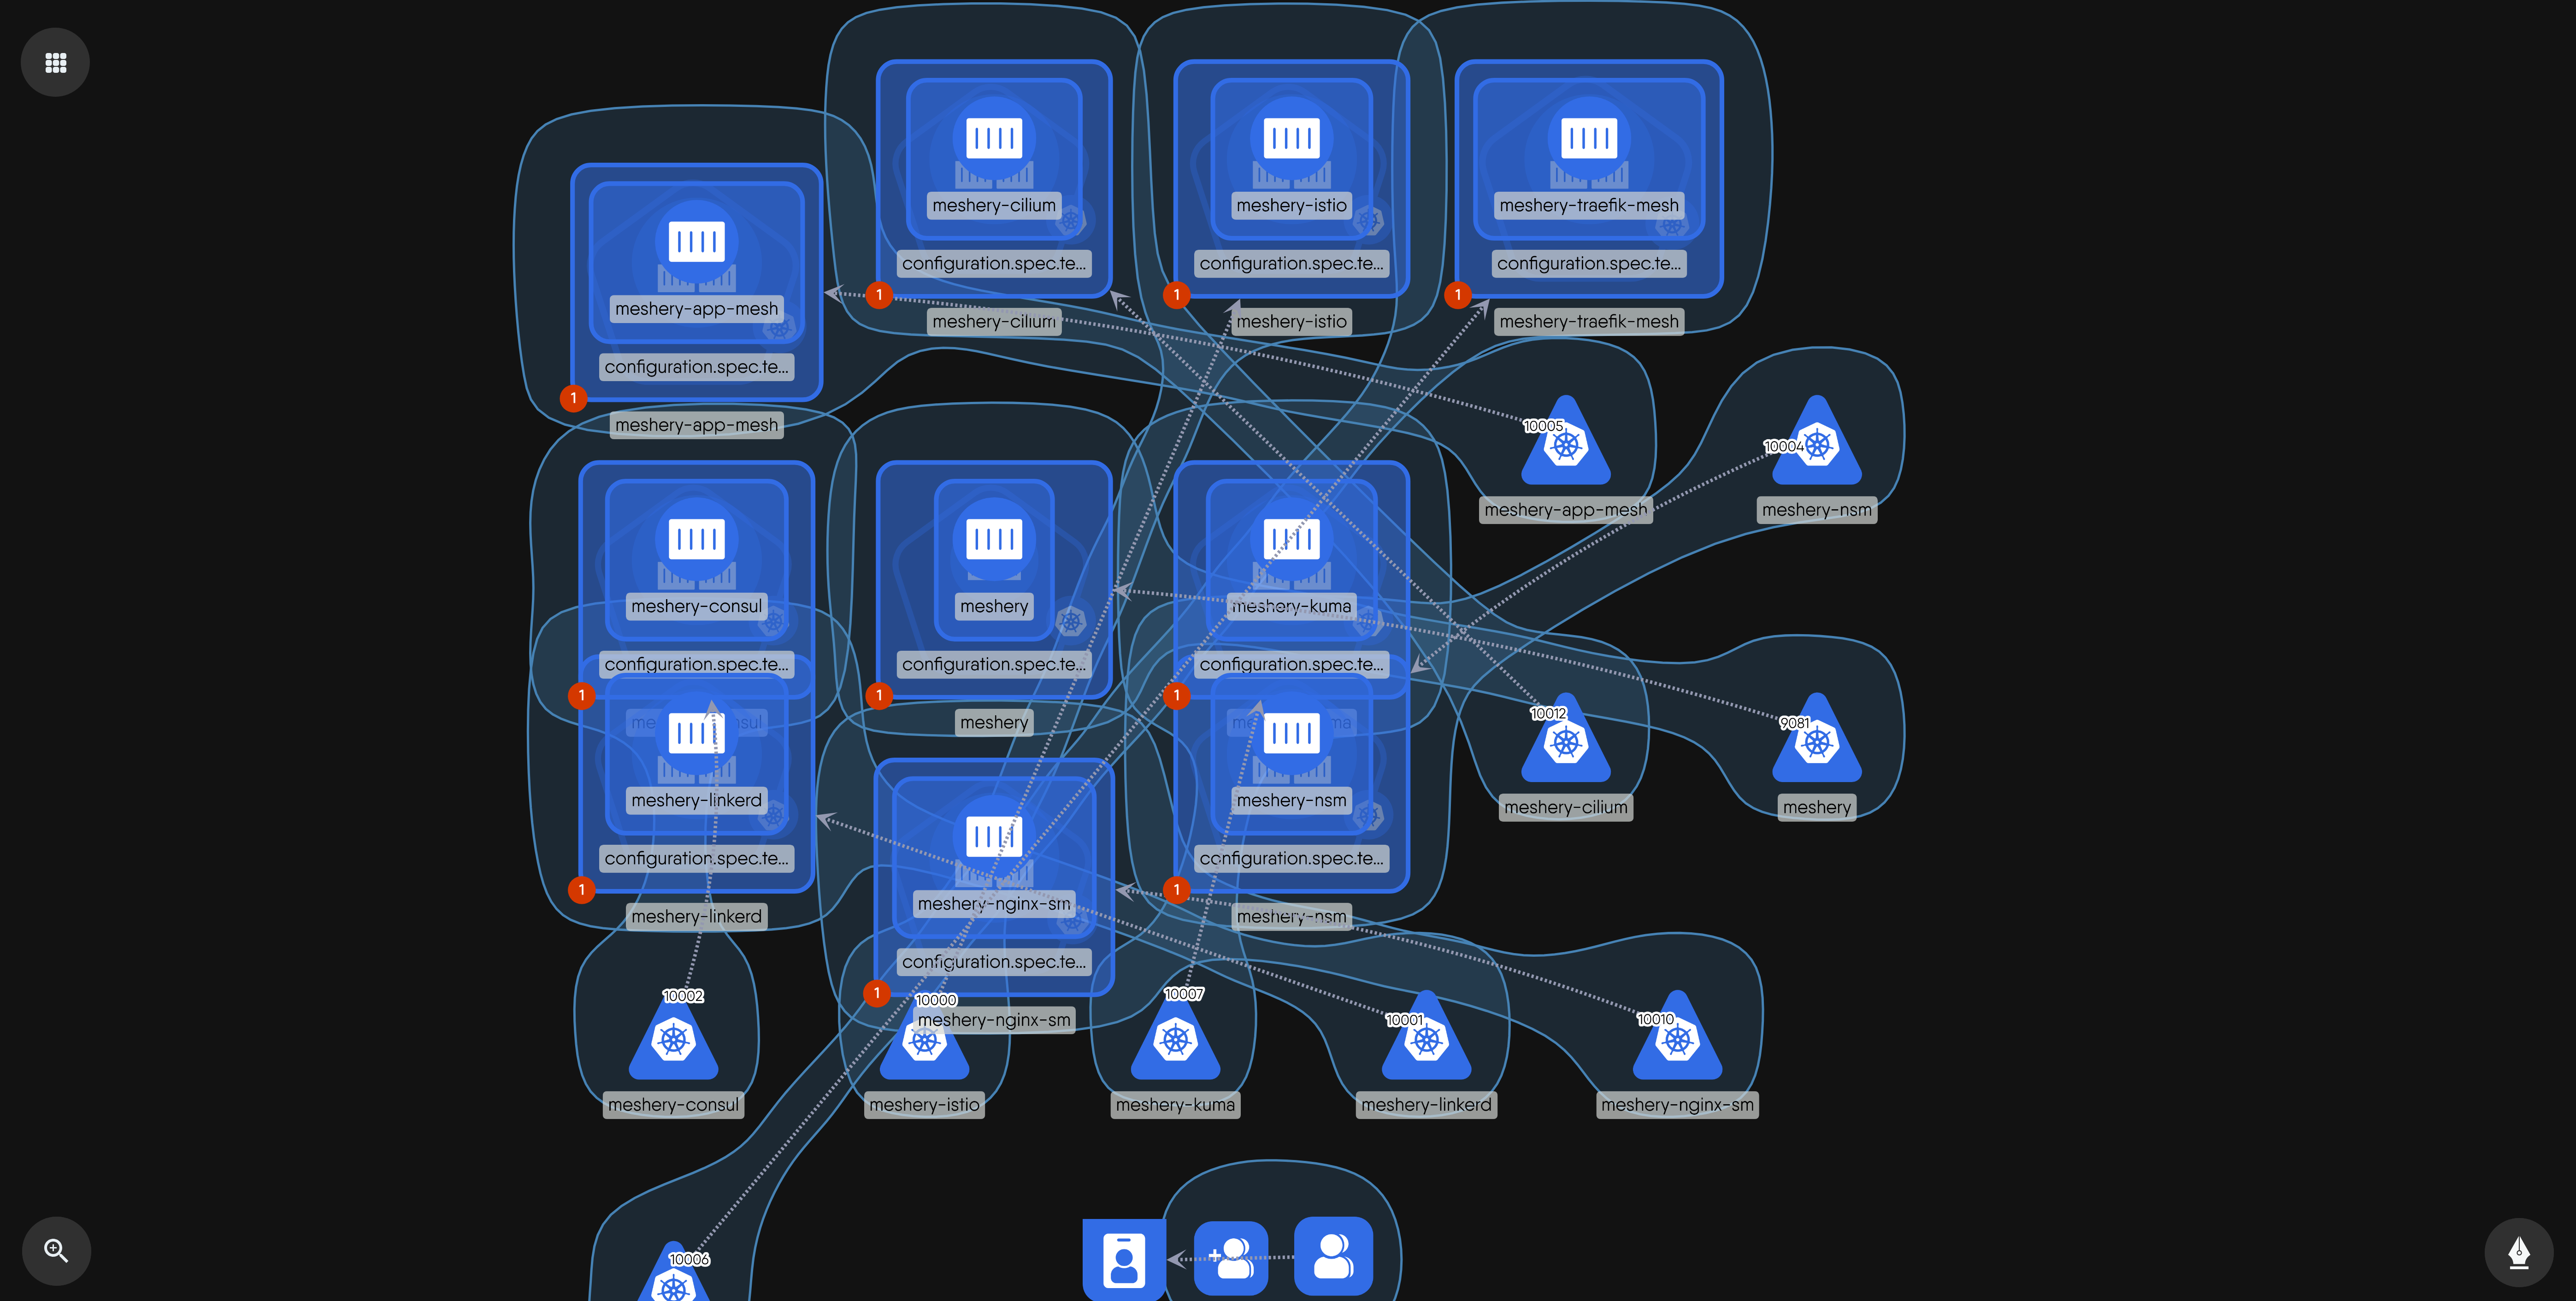 meshery-cilium
meshery-istio
meshery-traefik-mesh
configuration.spec.te...
configuration.spec.te...
configuration.spec.te...
1
1
1
meshery-cilium
meshery-istio
meshery-traefik-mesh
meshery-app-mesh
configuration.spec.te...
1
meshery-app-mesh
10005
meshery-app-mesh
10004
meshery-nsm
meshery-consul
meshery
meshery-kuma
configuration.spec.te...
configuration.spec.te...
configuration.spec.te...
1
1
1
meshery
10012
meshery-cilium
9081
meshery
meshery-linkerd
meshery-nsm
configuration.spec.te...
configuration.spec.te...
1
1
meshery-linkerd
meshery-nsm
meshery-nginx-sm
configuration.spec.te...
1
meshery-nginx-sm
10002
10000
10007
10001
10010
meshery-consul
meshery-istio
meshery-kuma
meshery-linkerd
meshery-nginx-sm
10006